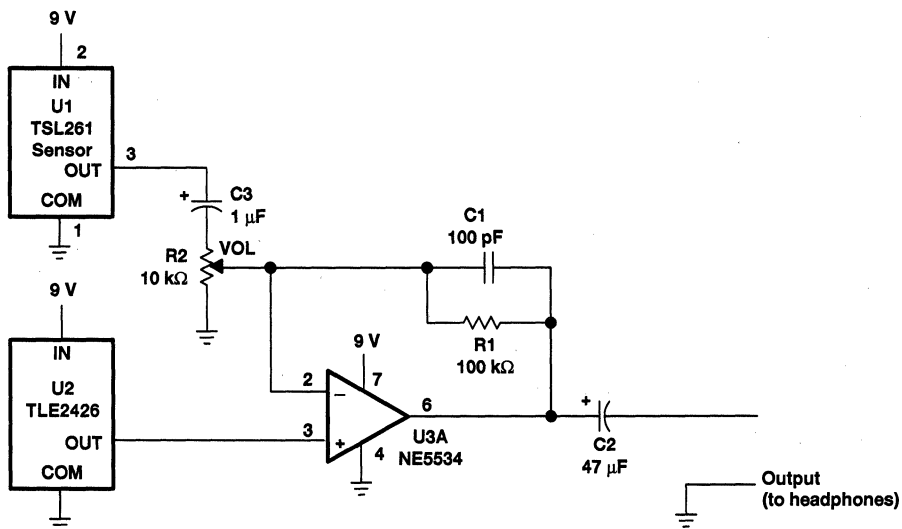 9 V
2
IN
U1
TSL261
Sensor
OUT
3
COM
1
+
C3
1 µF
R2
10 kΩ
VOL
C1
100 pF
R1
100 kΩ
9 V
IN
U2
TLE2426
OUT
COM
9 V
7
2
−
3
+
6
4
U3A
NE5534
+
C2
47 µF
Output
(to headphones)